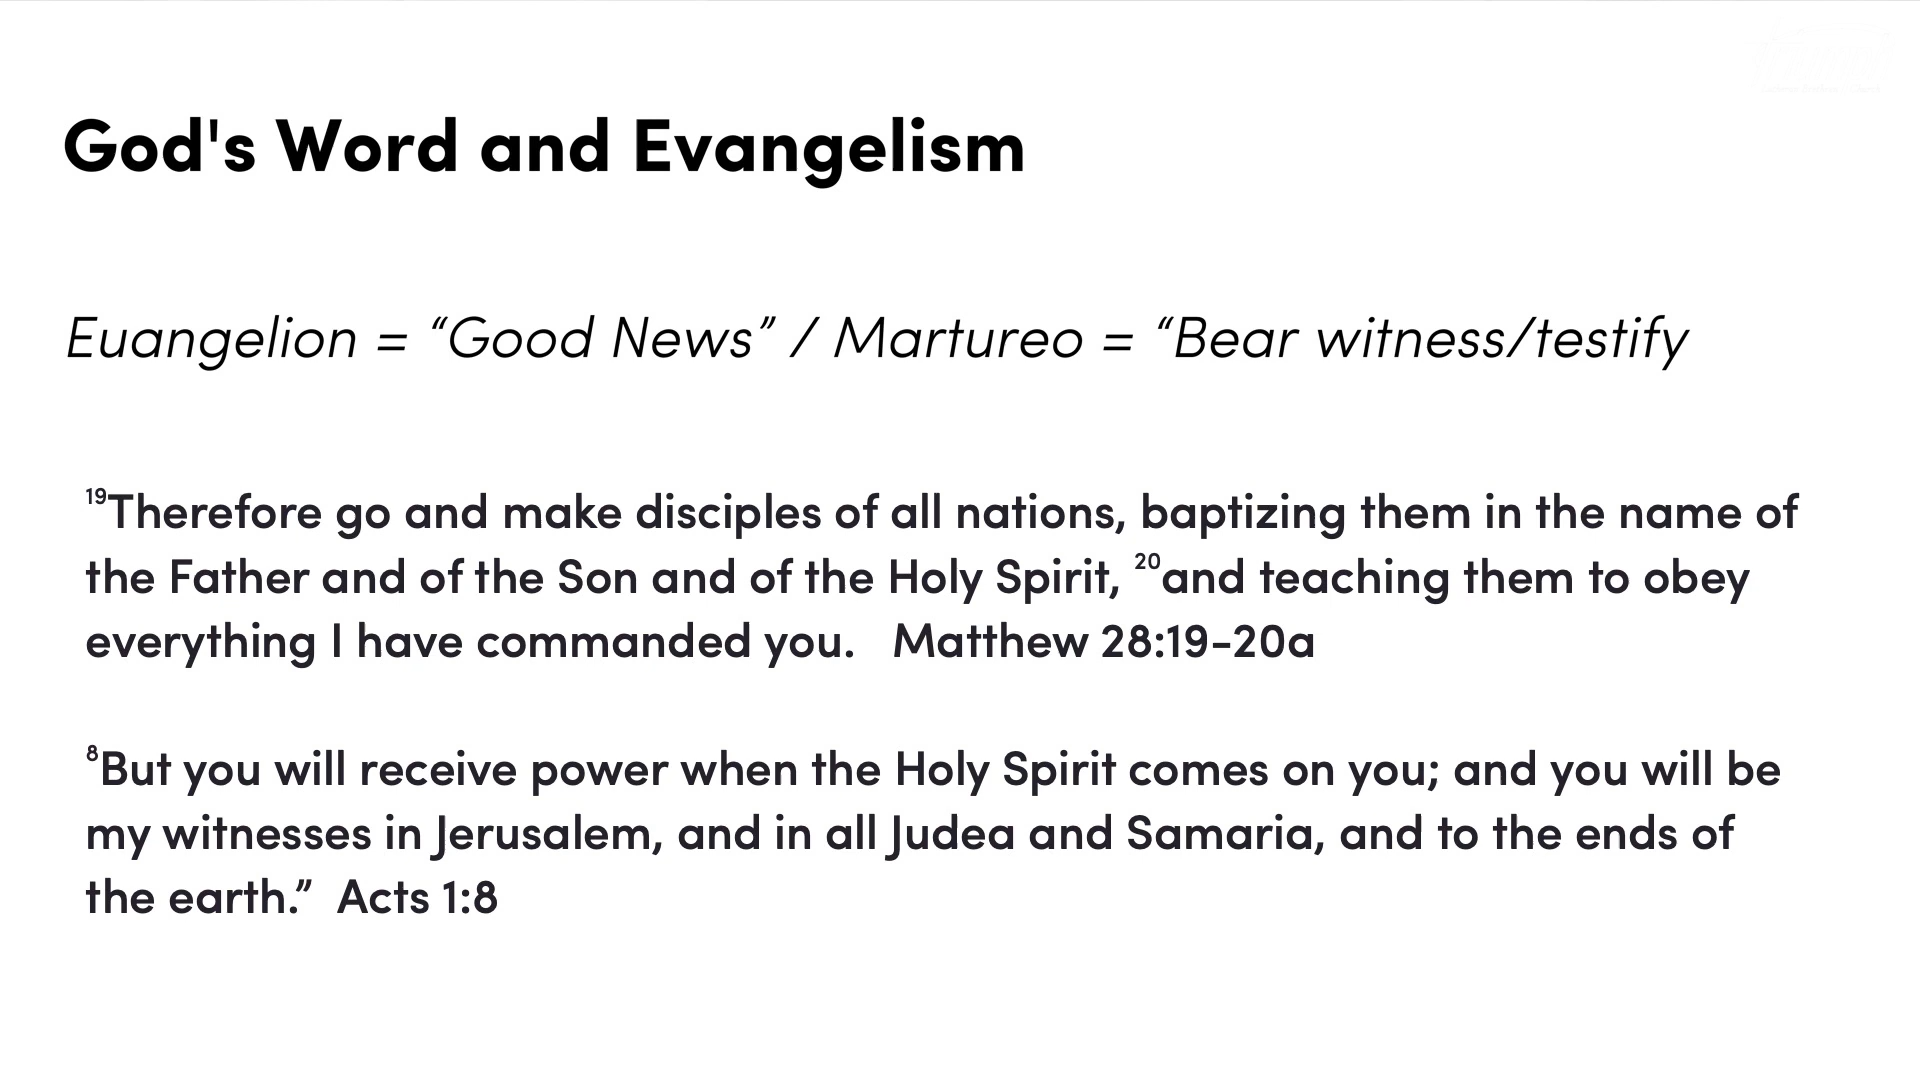 God's Word and Evangelism
Euangelion = “Good News” / Martureo = “Bear witness/testify
19Therefore go and make disciples of all nations, baptizing them in the name of
the Father and of the Son and of the Holy Spirit, 20and teaching them to obey
everything I have commanded you.   Matthew 28:19-20a
8But you will receive power when the Holy Spirit comes on you; and you will be
my witnesses in Jerusalem, and in all Judea and Samaria, and to the ends of
the earth.”  Acts 1:8